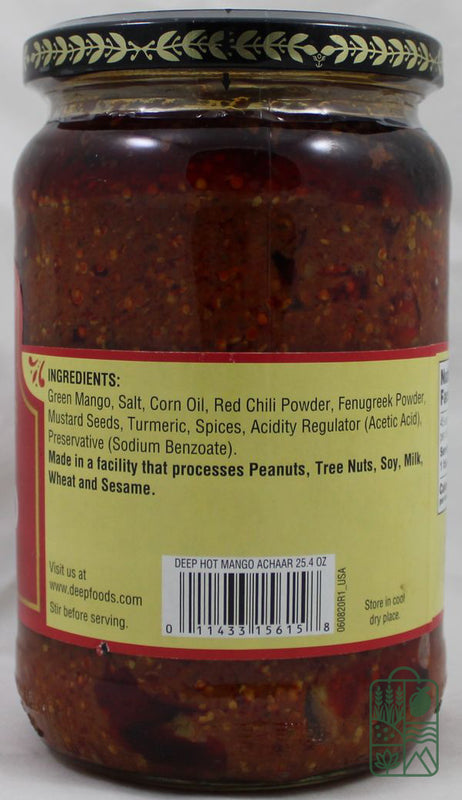 INGREDIENTS:
Green Mango, Salt, Corn Oil, Red Chili Powder, Fenugreek Powder,
Mustard Seeds, Turmeric, Spices, Acidity Regulator (Acetic Acid),
Preservative (Sodium Benzoate).
Made in a facility that processes Peanuts, Tree Nuts, Soy, Milk,
Wheat and Sesame.
DEEP HOT MANGO ACHAAR 25.4 OZ
0 11433 15615 8
060820R1_USA
Visit us at
www.deepfoods.com
Stir before serving.
Store in cool
dry place.